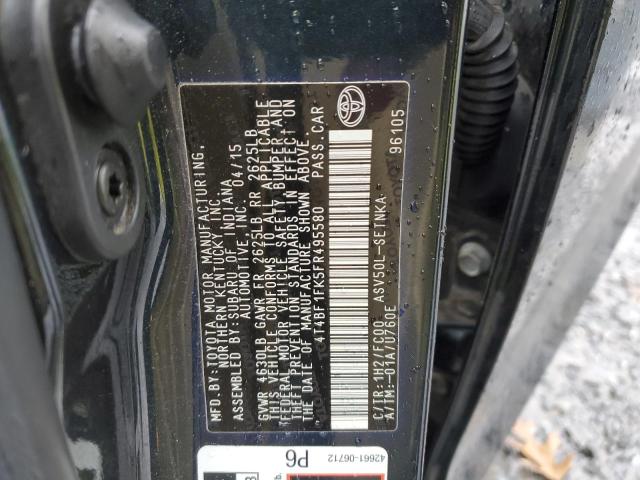 MFD. BY: TOYOTA MOTOR MANUFACTURING,
NORTHERN KENTUCKY INC.
ASSEMBLED BY: SUBARU OF INDIANA
AUTOMOTIVE, INC. 04/15
GVWR 4630LB GAWR FR 2625LB RR 2625LB
THIS VEHICLE CONFORMS TO ALL APPLICABLE
FEDERAL MOTOR VEHICLE SAFETY, BUMPER, AND
THEFT PREVENTION STANDARDS IN EFFECT ON
THE DATE OF MANUFACTURE SHOWN ABOVE.
4T4BF1FK5FR495580 PASS. CAR
C/TR: 1H2/FC00 ASV50L-SETNKA
A/TM: -01A/U760E 96105
P6
42661-06712